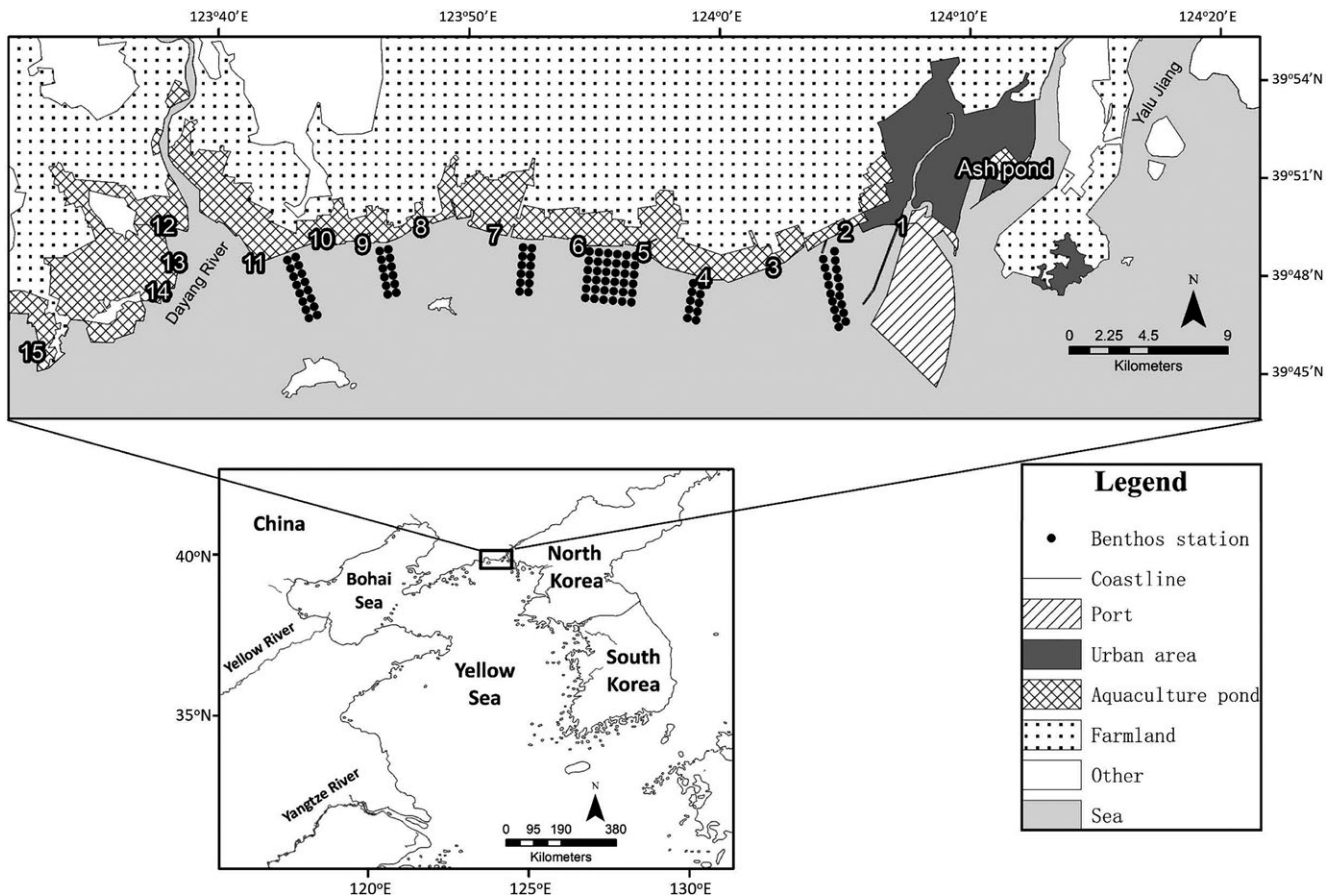 123°40'E
123°50'E
124°0'E
124°10'E
124°20'E
39°54'N
39°51'N
39°48'N
39°45'N
Yalu Jiang
Ash pond
Dayang River
12
13
14
15
11
10
9
8
7
6
5
4
3
2
1
N
0 2.25 4.5 9
Kilometers
China
Bohai
Sea
North
Korea
South
Korea
Yellow
Sea
Yellow River
Yangtze River
40°N
35°N
120°E
125°E
130°E
N
0 95 190 380
Kilometers
Legend
Benthos station
Coastline
Port
Urban area
Aquaculture pond
Farmland
Other
Sea